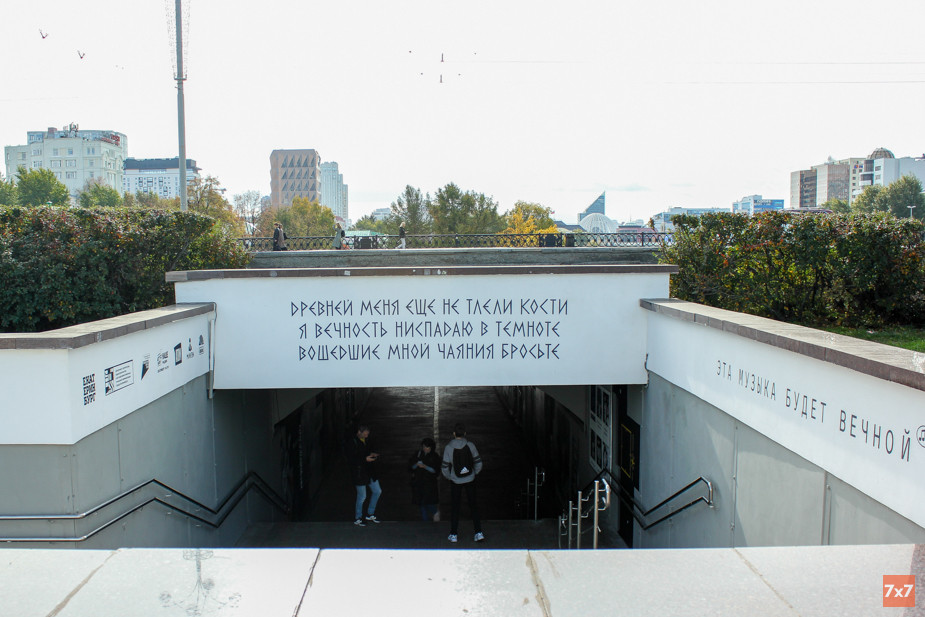 ДРЕВНЕЙ МЕНЯ ЕЩЕ НЕ ТЛЕЛИ КОСТИ
Я ВЕЧНОСТЬ НИСПАДАЮ В ТЕМНОТЕ
ВОШЕДШИЕ МНОЙ ЧАЯНИЯ БРОСЬТЕ
ЕКАТ
ЕРИН
БУРГ
ЭТА МУЗЫКА БУДЕТ ВЕЧНОЙ
7x7